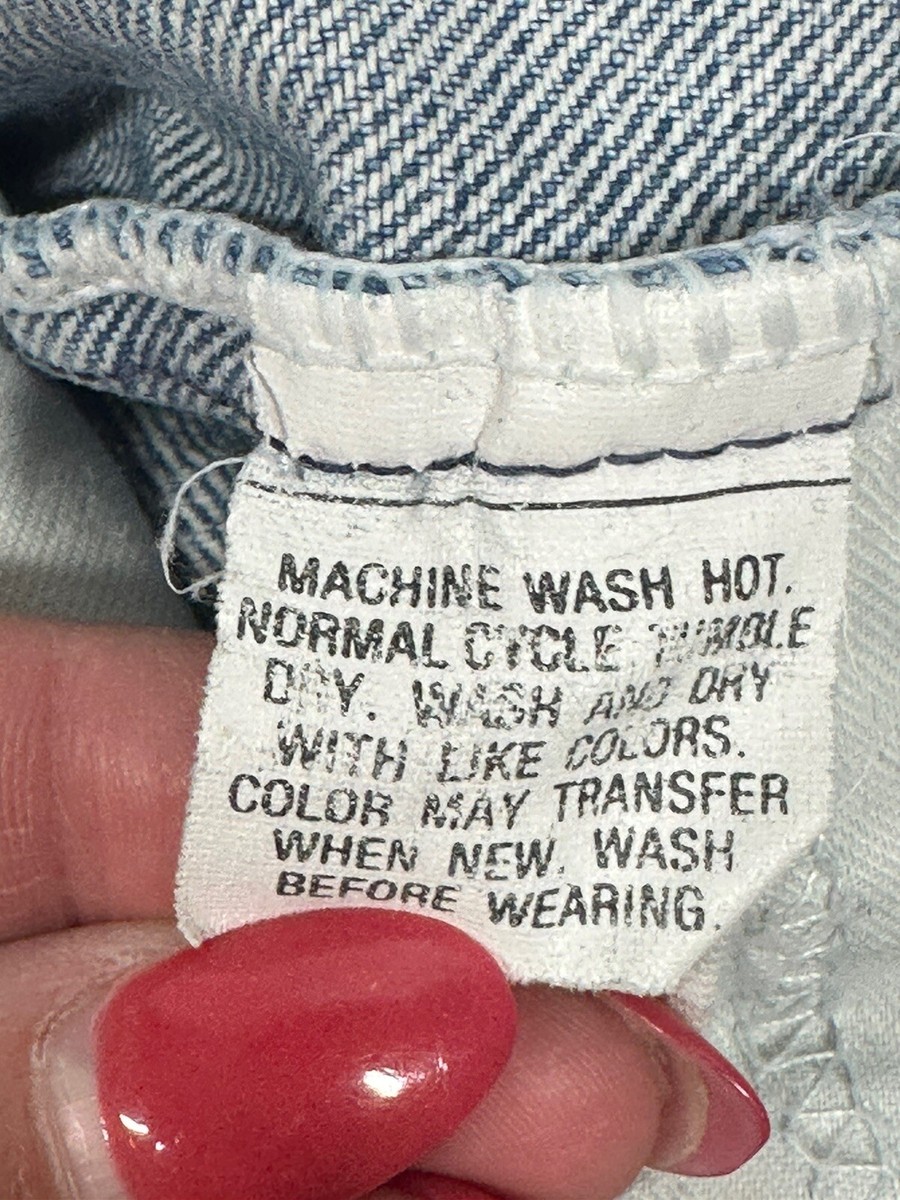 MACHINE WASH HOT.
NORMAL CYCLE TUMBLE
DRY. WASH AND DRY
WITH LIKE COLORS.
COLOR MAY TRANSFER
WHEN NEW. WASH
BEFORE WEARING.